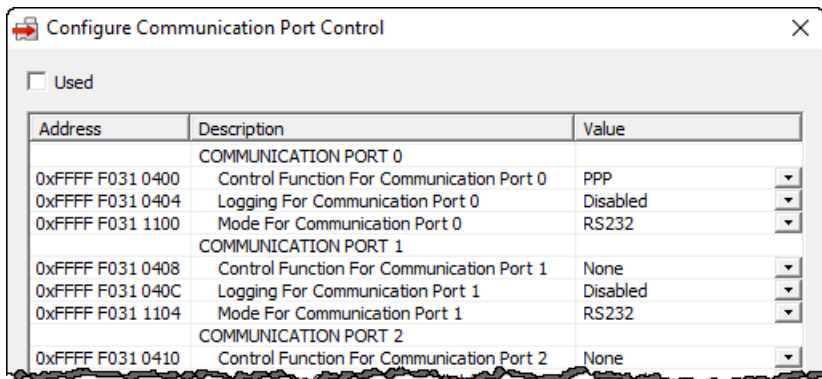 Configure Communication Port Control
Used
Address Description Value
COMMUNICATION PORT 0
0xFFFF F031 0400 Control Function For Communication Port 0 PPP
0xFFFF F031 0404 Logging For Communication Port 0 Disabled
0xFFFF F031 1100 Mode For Communication Port 0 RS232
COMMUNICATION PORT 1
0xFFFF F031 0408 Control Function For Communication Port 1 None
0xFFFF F031 040C Logging For Communication Port 1 Disabled
0xFFFF F031 1104 Mode For Communication Port 1 RS232
COMMUNICATION PORT 2
0xFFFF F031 0410 Control Function For Communication Port 2 None